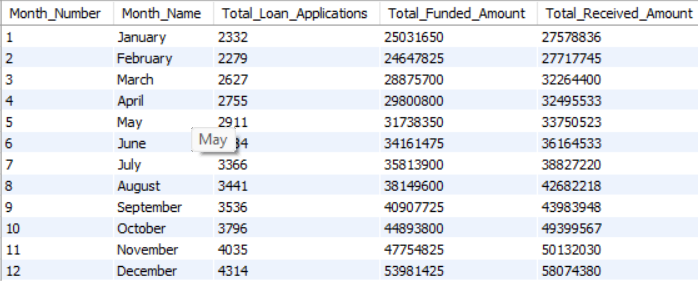 Month_Number Month_Name Total_Loan_Applications Total_Funded_Amount Total_Received_Amount
1 January 2332 25031650 27578836
2 February 2279 24647825 27717745
3 March 2627 28875700 32264400
4 April 2755 29800800 32495533
5 May 2911 31738350 33750523
6 June May 34161475 36164533
7 July 3366 35813900 38827220
8 August 3441 38149600 42682218
9 September 3536 40907725 43983948
10 October 3796 44893800 49399567
11 November 4035 47754825 50132030
12 December 4314 53981425 58074380